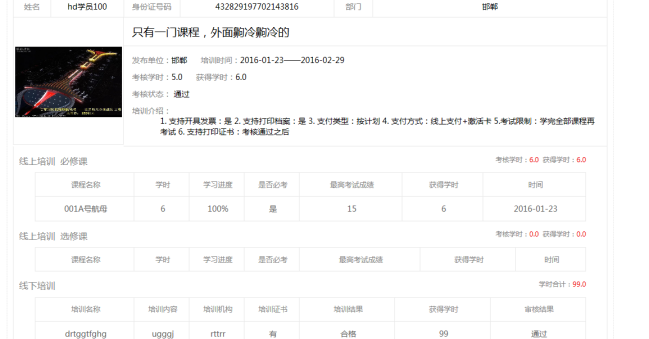 姓名 hd学员100 身份证号码 432829197702143816 部门 邯郸
只有一门课程，外面齁冷齁冷的
发布单位：邯郸 培训时间：2016-01-23——2016-02-29
考核学时：5.0 获得学时：6.0
考核状态： 通过
培训介绍：
1. 支持开具发票：是 2. 支持打印档案：是 3. 支付类型：按计划 4. 支付方式：线上支付+激活卡 5.考试限制：学完全部课程再
考试 6. 支持打印证书：考核通过之后
线上培训 必修课 考核学时：6.0 获得学时：6.0
课程名称 学时 学习进度 是否必考 最高考试成绩 获得学时 时间
001A号航母 6 100% 是 15 6 2016-01-23
线上培训 选修课 考核学时：0.0 获得学时：0.0
课程名称 学时 学习进度 是否必考 最高考试成绩 获得学时 时间
线下培训 学时合计：99.0
培训名称 培训内容 培训机构 培训证书 培训结果 获得学时 审核结果
drtggtfghg ugggj rttrr 有 合格 99 通过